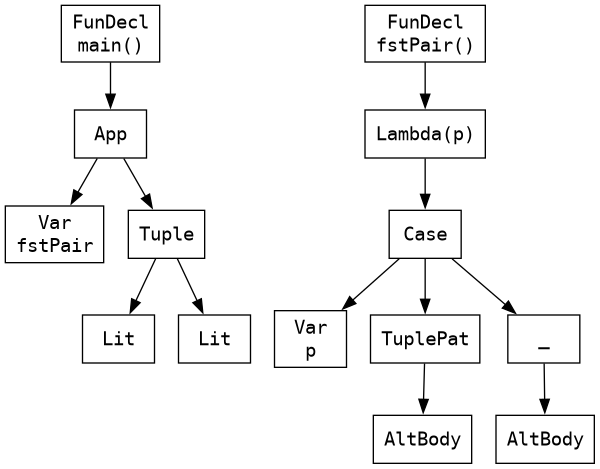 FunDecl
main()
App
Var
fstPair
Tuple
Lit
Lit
FunDecl
fstPair()
Lambda(p)
Case
Var
p
TuplePat
_
AltBody
AltBody